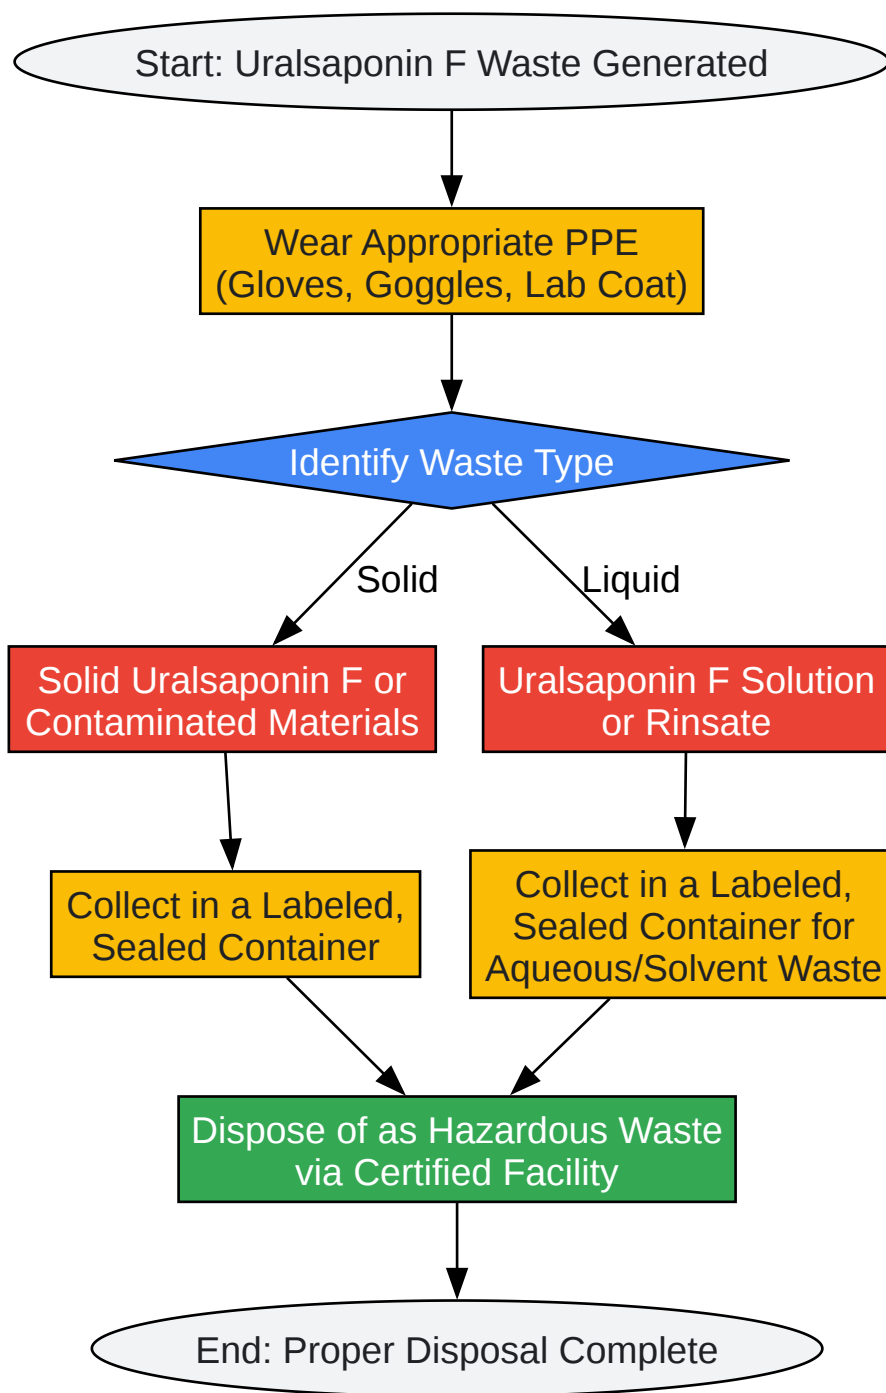 Start: Uralsaponin F Waste Generated
Wear Appropriate PPE
(Gloves, Goggles, Lab Coat)
Identify Waste Type
Solid
Liquid
Solid Uralsaponin F or
Contaminated Materials
Uralsaponin F Solution
or Rinsate
Collect in a Labeled,
Sealed Container
Collect in a Labeled,
Sealed Container for
Aqueous/Solvent Waste
Dispose of as Hazardous Waste
via Certified Facility
End: Proper Disposal Complete